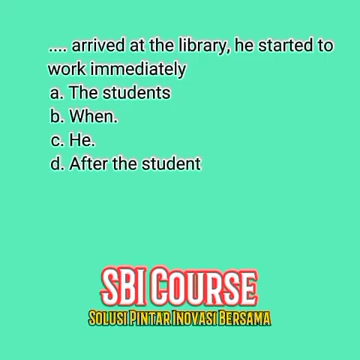 .... arrived at the library, he started to
work immediately
a. The students
b. When.
c. He.
d. After the student
SBI Course
Solusi Pintar Inovasi Bersama